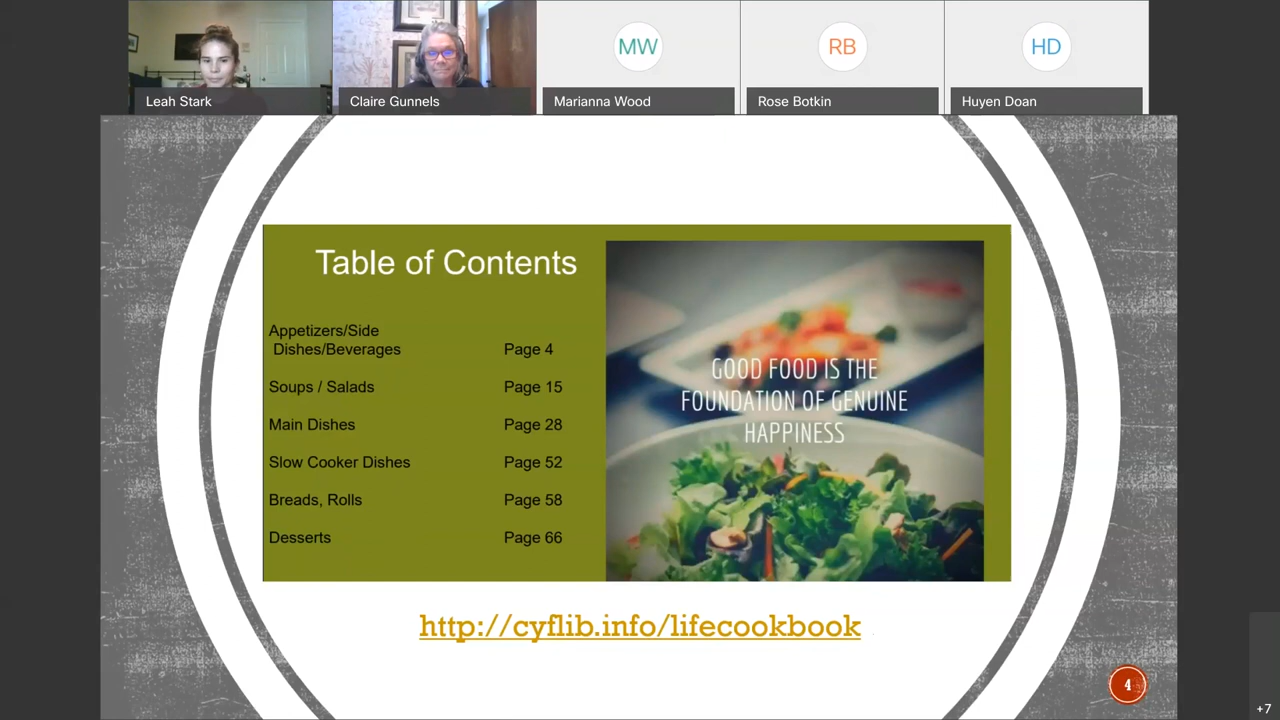 MW
RB
HD
Leah Stark
Claire Gunnels
Marianna Wood
Rose Botkin
Huyen Doan
Table of Contents
Appetizers/Side
Dishes/Beverages Page 4
Soups / Salads Page 15
Main Dishes Page 28
Slow Cooker Dishes Page 52
Breads, Rolls Page 58
Desserts Page 66
GOOD FOOD IS THE
FOUNDATION OF GENUINE
HAPPINESS
http://cyflib.info/lifecookbook
4
+7